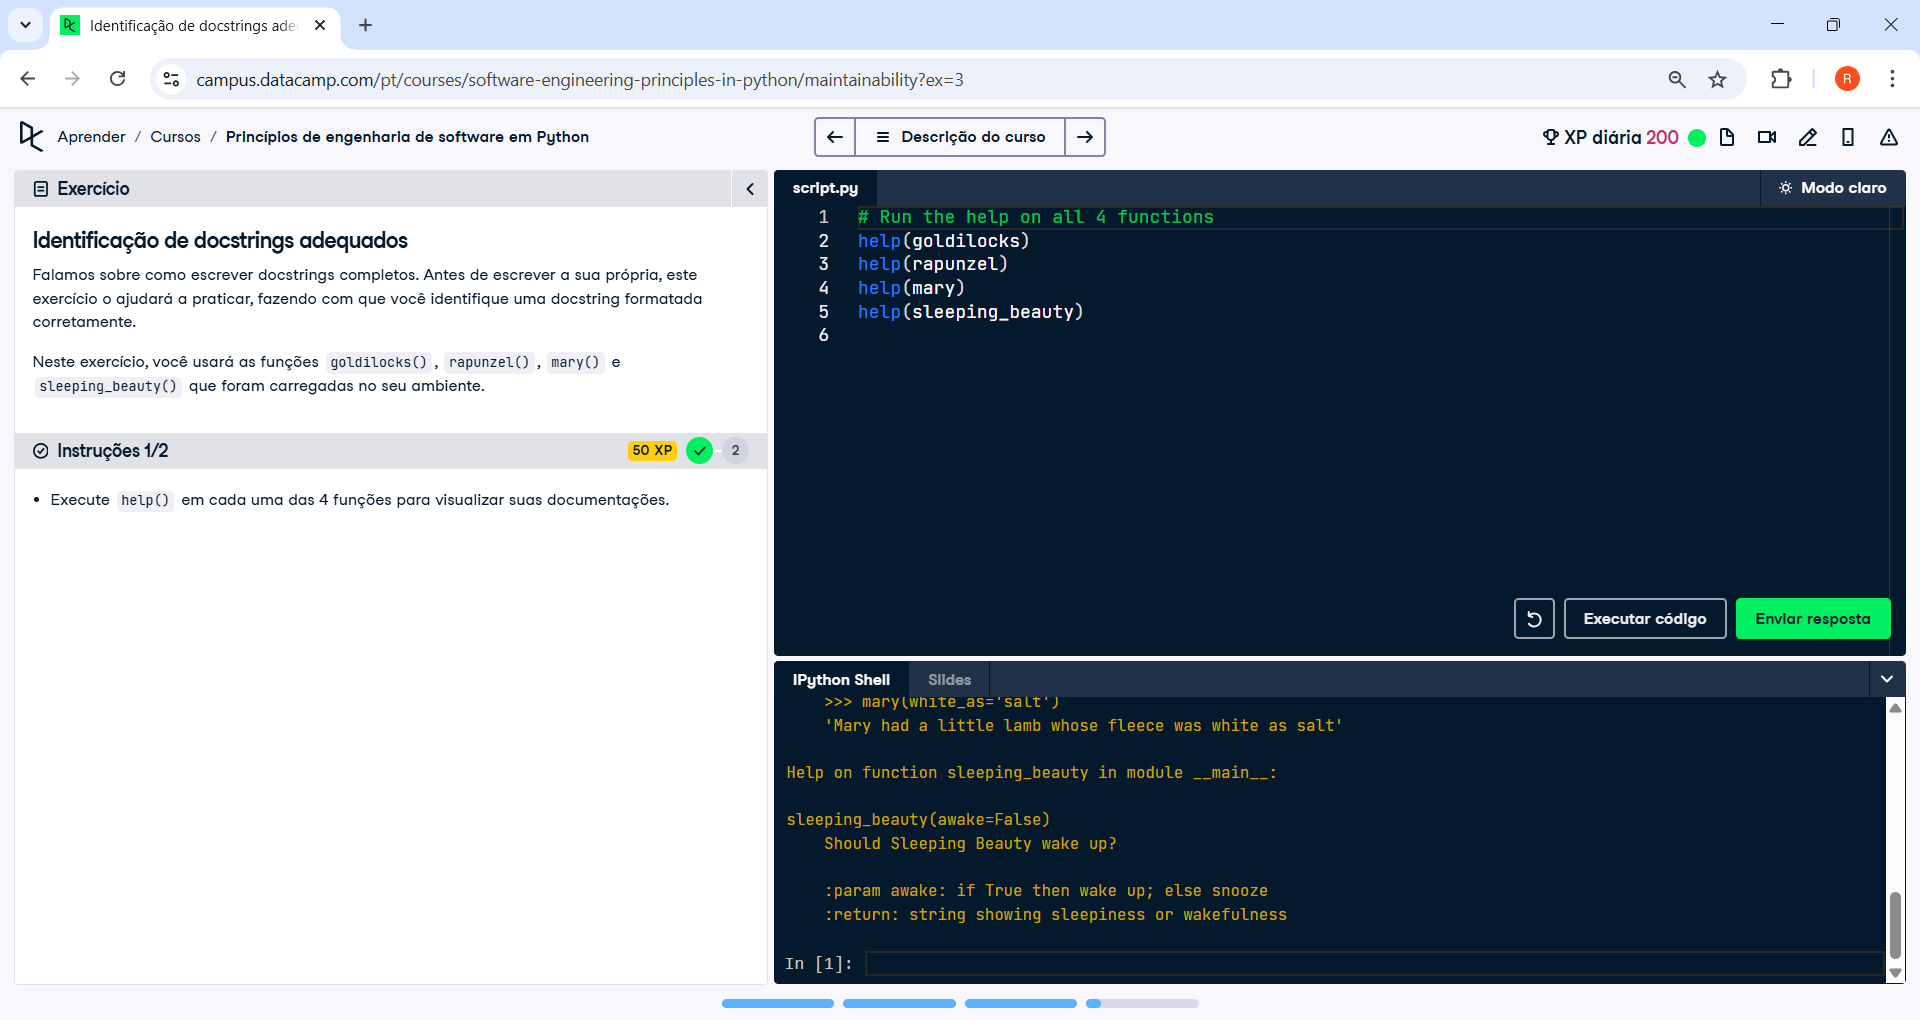 Identificação de docstrings ade
campus.datacamp.com/pt/courses/software-engineering-principles-in-python/maintainability?ex=3
R
Aprender / Cursos / Princípios de engenharia de software em Python
Descrição do curso
XP diária 200
Exercício
Identificação de docstrings adequados
Falamos sobre como escrever docstrings completos. Antes de escrever a sua própria, este
exercício o ajudará a praticar, fazendo com que você identifique uma docstring formatada
corretamente.
Neste exercício, você usará as funções goldilocks(), rapunzel(), mary() e
sleeping_beauty() que foram carregadas no seu ambiente.
Instruções 1/2
50 XP
2
• Execute help() em cada uma das 4 funções para visualizar suas documentações.
script.py
Modo claro
1 # Run the help on all 4 functions
2 help(goldilocks)
3 help(rapunzel)
4 help(mary)
5 help(sleeping_beauty)
6
Executar código
Enviar resposta
IPython Shell
Slides
>>> mary(white_as='salt')
'Mary had a little lamb whose fleece was white as salt'
Help on function sleeping_beauty in module __main__:
sleeping_beauty(awake=False)
Should Sleeping Beauty wake up?
:param awake: if True then wake up; else snooze
:return: string showing sleepiness or wakefulness
In [1]: